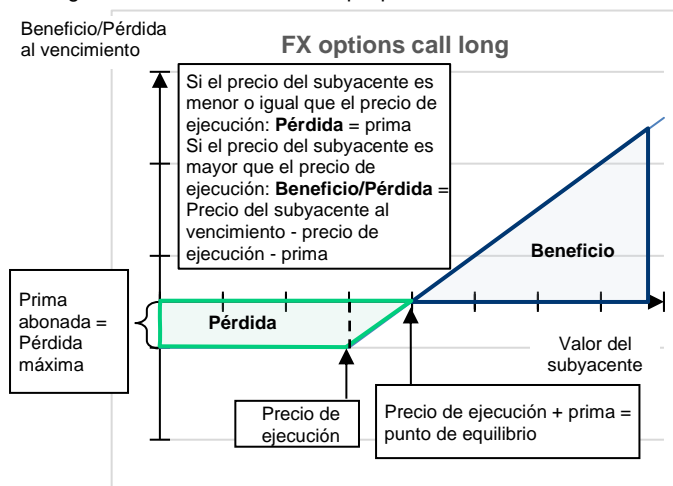 Beneficio/Pérdida
al vencimiento
FX options call long
Si el precio del subyacente es
menor o igual que el precio de
ejecución: Pérdida = prima
Si el precio del subyacente es
mayor que el precio de
ejecución: Beneficio/Pérdida =
Precio del subyacente al
vencimiento - precio de
ejecución - prima
Beneficio
Prima
abonada =
Pérdida
máxima
Pérdida
Valor del
subyacente
Precio de
ejecución
Precio de ejecución + prima =
punto de equilibrio